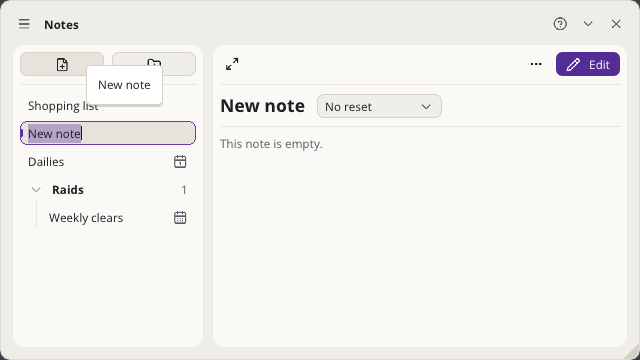 Notes
New note
Shopping list
New note
Dailies
Raids 1
Weekly clears
Edit
New note
No reset
This note is empty.